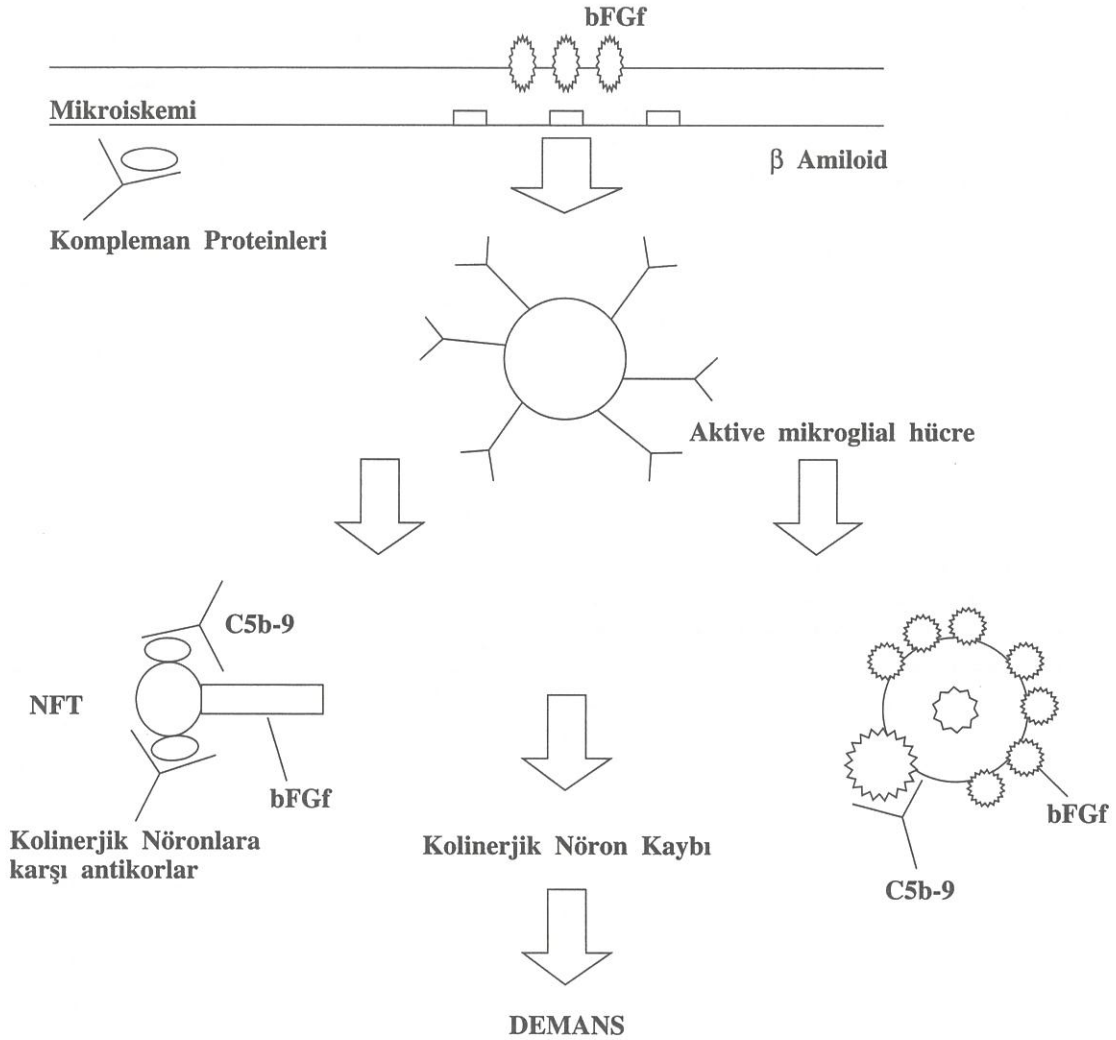 bFGf
Mikroiskemi
β Amiloid
Kompleman Proteinleri
Aktive mikroglial hücre
C5b-9
NFT
bFGf
Kolinerjik Nöronlara
karşı antikorlar
Kolinerjik Nöron Kaybı
bFGf
C5b-9
DEMANS